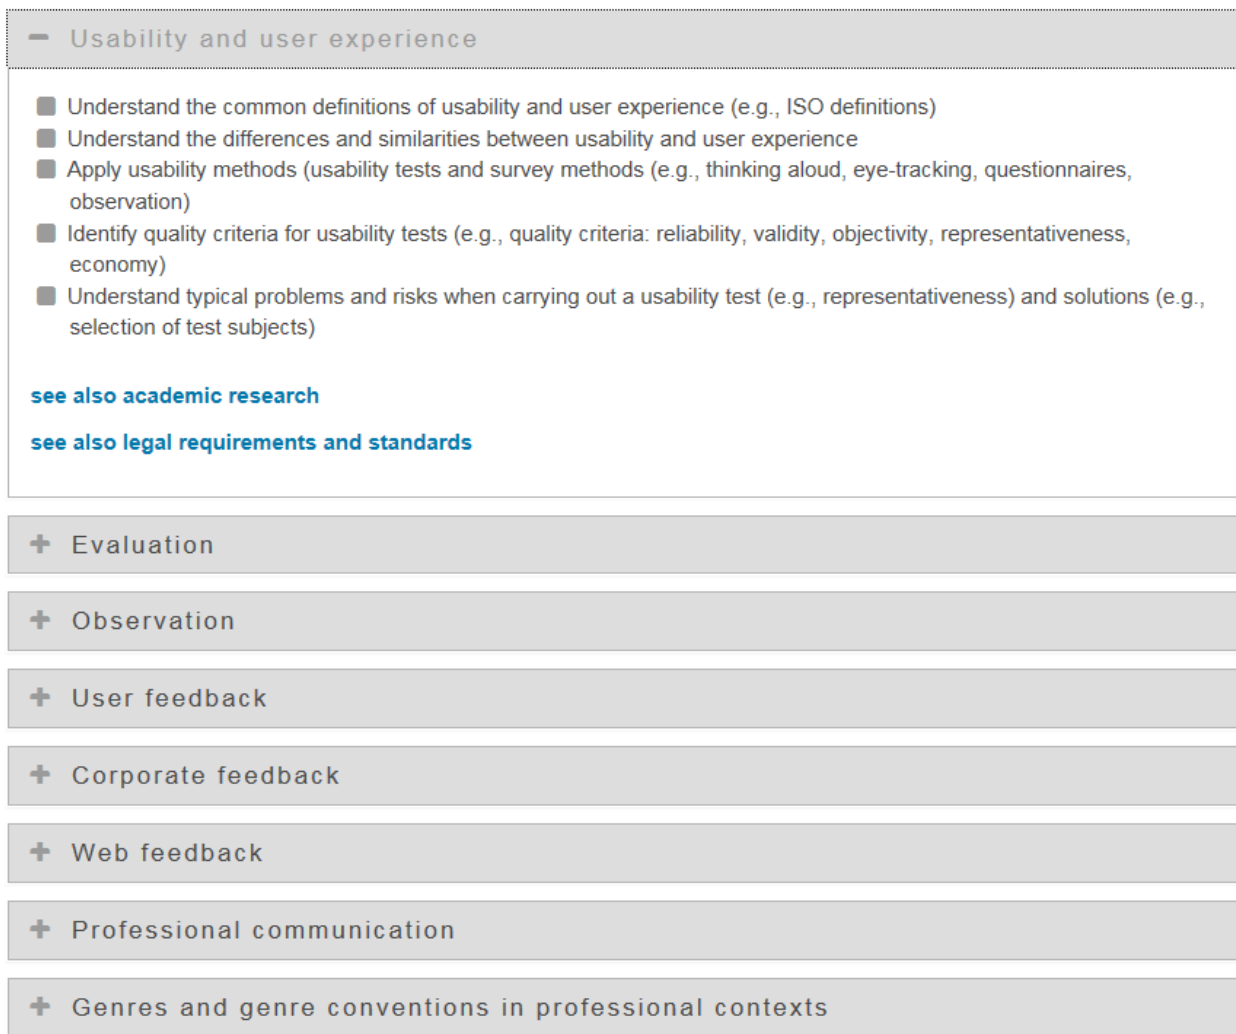 Usability and user experience
Understand the common definitions of usability and user experience (e.g., ISO definitions)
Understand the differences and similarities between usability and user experience
Apply usability methods (usability tests and survey methods (e.g., thinking aloud, eye-tracking, questionnaires,
observation)
Identify quality criteria for usability tests (e.g., quality criteria: reliability, validity, objectivity, representativeness,
economy)
Understand typical problems and risks when carrying out a usability test (e.g., representativeness) and solutions (e.g.,
selection of test subjects)
see also academic research
see also legal requirements and standards
Evaluation
Observation
User feedback
Corporate feedback
Web feedback
Professional communication
Genres and genre conventions in professional contexts